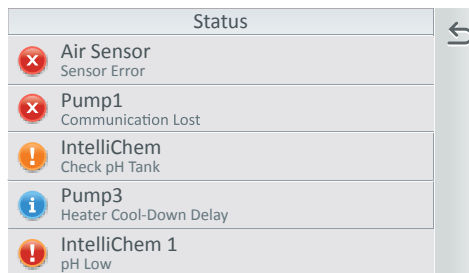 Status
Air Sensor
Sensor Error
Pump1
Communication Lost
IntelliChem
Check pH Tank
Pump3
Heater Cool-Down Delay
IntelliChem 1
pH Low